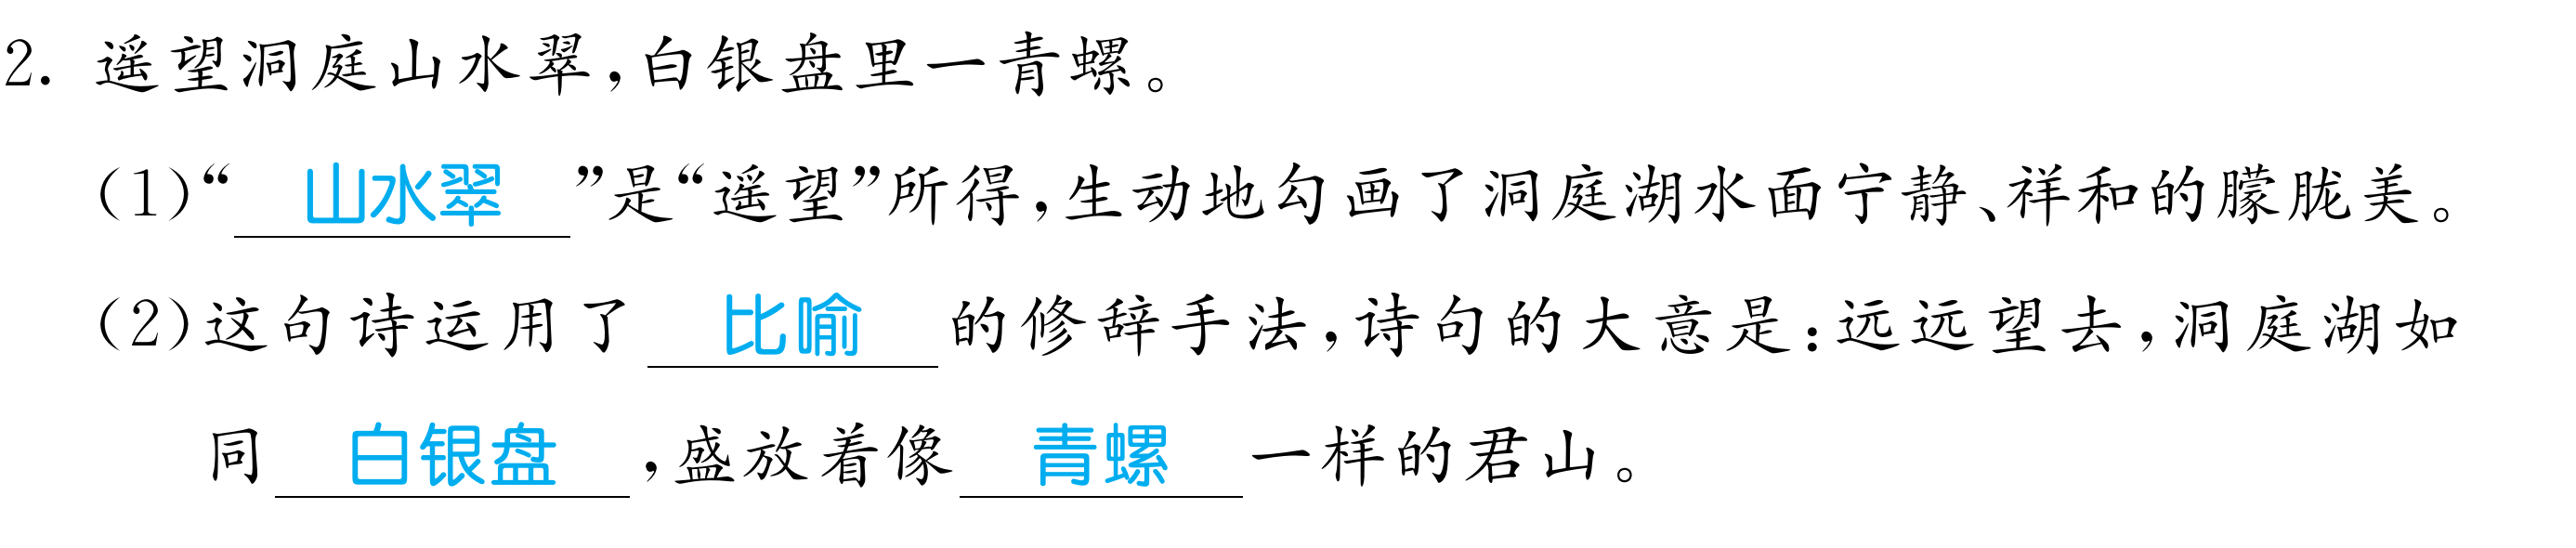 2. 遥望洞庭山水翠,白银盘里一青螺。
(1)“山水翠”是“遥望”所得,生动地勾画了洞庭湖水面宁静、祥和的朦胧美。
(2)这句诗运用了 比喻 的修辞手法,诗句的大意是:远远望去,洞庭湖如
同 白银盘 ,盛放着像 青螺 一样的君山。